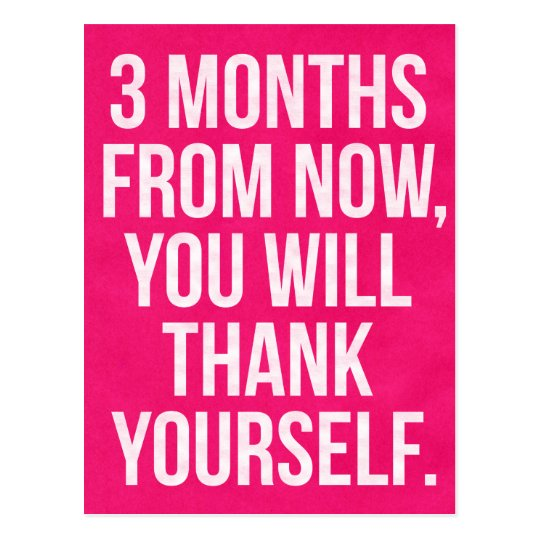 3 MONTHS
FROM NOW,
YOU WILL
THANK
YOURSELF.